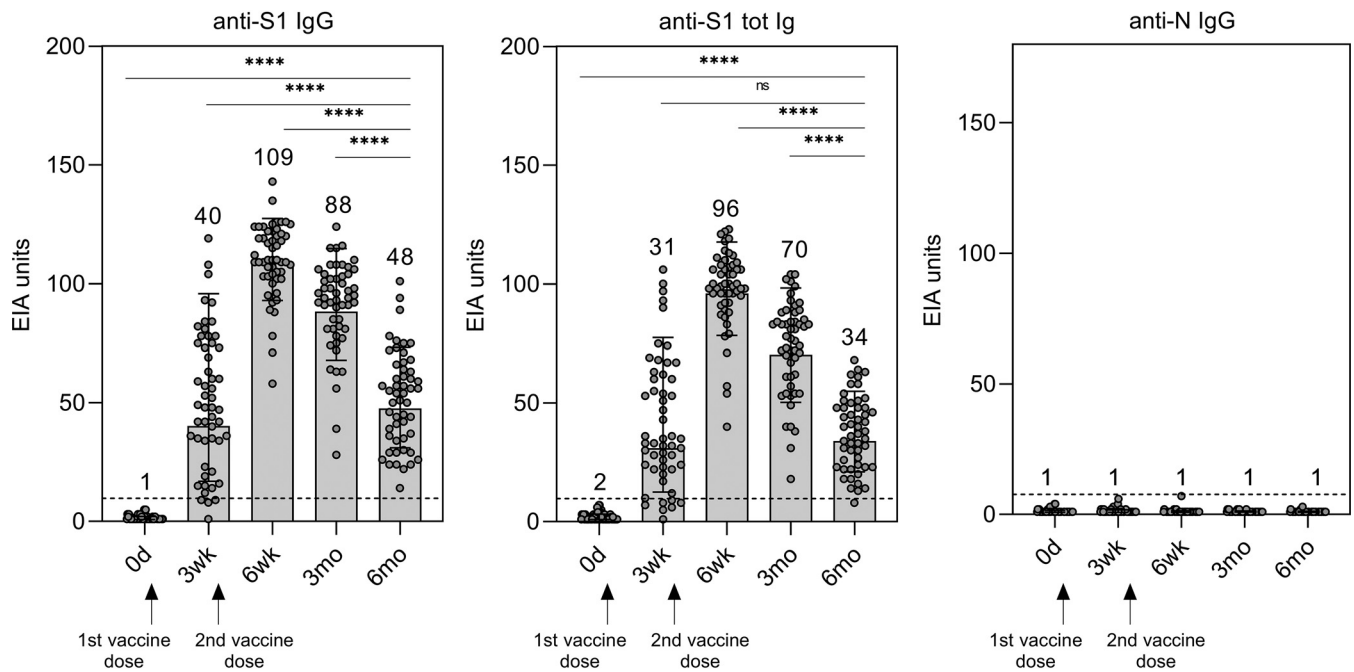 anti-S1 IgG
EIA units
200
150
100
50
0
****
****
****
****
1
40
109
88
48
0d
3wk
6wk
3mo
6mo
1st vaccine
dose
2nd vaccine
dose
anti-S1 tot Ig
EIA units
200
150
100
50
0
****
ns
****
****
2
31
96
70
34
0d
3wk
6wk
3mo
6mo
1st vaccine
dose
2nd vaccine
dose
anti-N IgG
EIA units
150
100
50
0
1
1
1
1
1
0d
3wk
6wk
3mo
6mo
1st vaccine
dose
2nd vaccine
dose